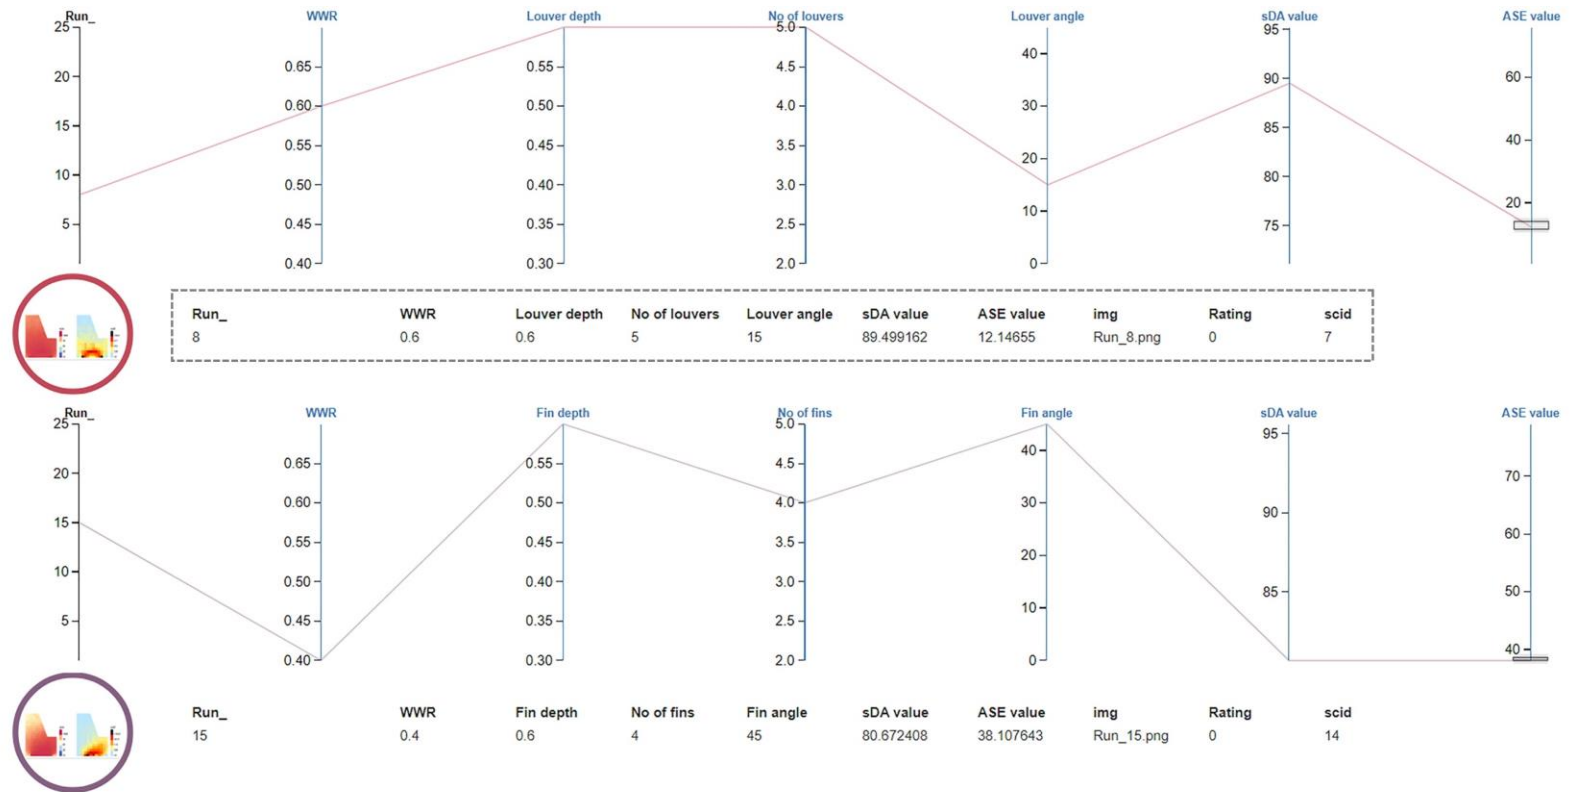 Run_ WWR Louver depth No of louvers Louver angle sDA value ASE value
25 5.0 95
0.65 0.55 4.5 40 90 60
20
0.60 0.50 4.0 30 85 40
15
0.55 0.45 3.5 20 80 20
10
0.50 0.40 3.0 10 75
5
0.45 0.35 2.5
0.40 0.30 2.0 0
Run_ WWR Louver depth No of louvers Louver angle sDA value ASE value img Rating scid
8 0.6 0.6 5 15 89.499162 12.14655 Run_8.png 0 7
Run_ WWR Fin depth No of fins Fin angle sDA value ASE value
25 5.0 95
20 0.65 0.55 4.5 40 70
0.60 0.50 4.0 30 90 60
15
0.55 0.45 3.5 20
10
0.50 0.40 3.0 10 85 50
5
0.45 0.35 2.5
0.40 0.30 2.0 0 40
Run_ WWR Fin depth No of fins Fin angle sDA value ASE value img Rating scid
15 0.4 0.6 4 45 80.672408 38.107643 Run_15.png 0 14